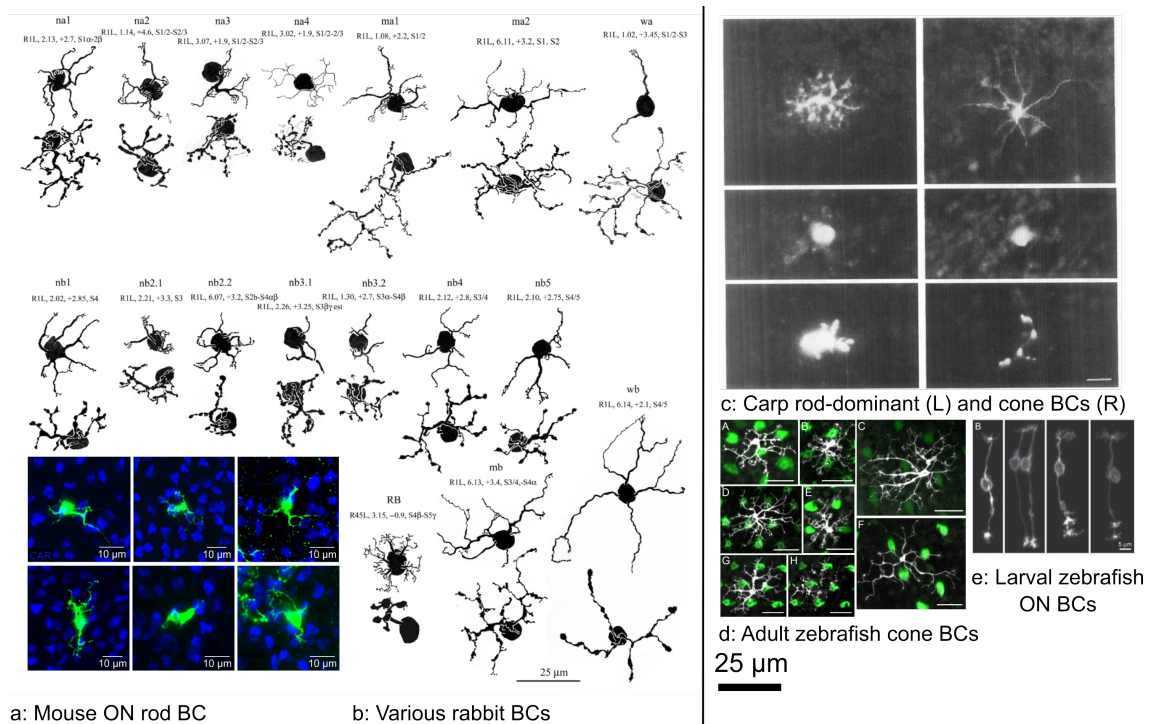 na1
R1L, 2.13, +2.7, S1α-2β
na2
R1L, 1.14, +4.6, S1/2-S2/3
na3
R1L, 3.07, +1.9, S1/2-S2/3
na4
R1L, 3.02, +1.9, S1/2-2/3
ma1
R1L, 1.08, +2.2, S1/2
ma2
R1L, 6.11, +3.2, S1. S2
wa
R1L, 1.02, +3.45, S1/2-S3
nb1
R1L, 2.02, +2.85, S4
nb2.1
R1L, 2.21, +3.3, S3
nb2.2
R1L, 6.07, +3.2, S2b-S4αβ
nb3.1
R1L, 2.26, +3.25, S3βγ est
nb3.2
R1L, 1.30, +2.7, S3α-S4β
nb4
R1L, 2.12, +2.8, S3/4
nb5
R1L, 2.10, +2.75, S4/5
wb
R1L, 6.14, +2.1, S4/5
mb
R1L, 6.13, +3.4, S3/4,-S4α
RB
R45L, 3.15, −0.9, S4β-S5γ
CAR
10 μm
10 μm
10 μm
10 μm
10 μm
10 μm
25 μm
a: Mouse ON rod BC
b: Various rabbit BCs
c: Carp rod-dominant (L) and cone BCs (R)
A
B
C
D
E
F
G
H
B
5 μm
d: Adult zebrafish cone BCs
e: Larval zebrafish
ON BCs
25 μm